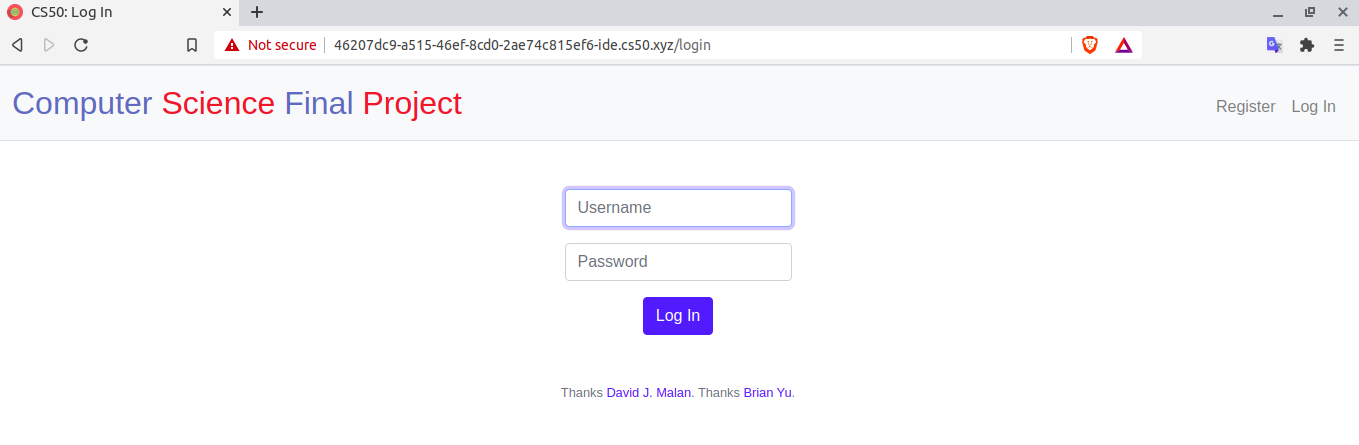 CS50: Log In
Not secure 46207dc9-a515-46ef-8cd0-2ae74c815ef6-ide.cs50.xyz/login
Computer Science Final Project
Register Log In
Username
Password
Log In
Thanks David J. Malan. Thanks Brian Yu.